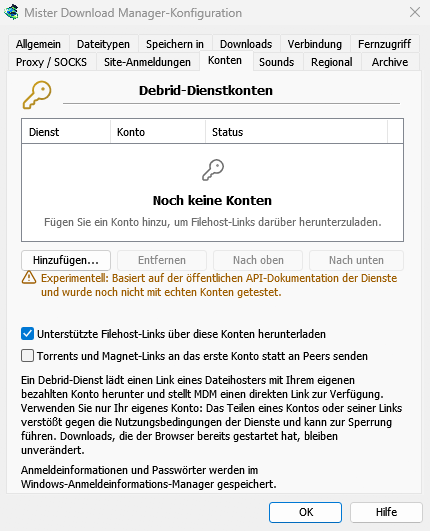 Mister Download Manager-Konfiguration
Allgemein Dateitypen Speichern in Downloads Verbindung Fernzugriff
Proxy / SOCKS Site-Anmeldungen Konten Sounds Regional Archive
Debrid-Dienstkonten
Dienst Konto Status
Noch keine Konten
Fügen Sie ein Konto hinzu, um Filehost-Links darüber herunterzuladen.
Hinzufügen... Entfernen Nach oben Nach unten
Experimentell: Basiert auf der öffentlichen API-Dokumentation der Dienste
und wurde noch nicht mit echten Konten getestet.
Unterstützte Filehost-Links über diese Konten herunterladen
Torrents und Magnet-Links an das erste Konto statt an Peers senden
Ein Debrid-Dienst lädt einen Link eines Dateihosters mit Ihrem eigenen
bezahlten Konto herunter und stellt MDM einen direkten Link zur Verfügung.
Verwenden Sie nur Ihr eigenes Konto: Das Teilen eines Kontos oder seiner Links
verstößt gegen die Nutzungsbedingungen der Dienste und kann zur Sperrung
führen. Downloads, die der Browser bereits gestartet hat, bleiben
unverändert.
Anmeldeinformationen und Passwörter werden im
Windows-Anmeldeinformations-Manager gespeichert.
OK Hilfe